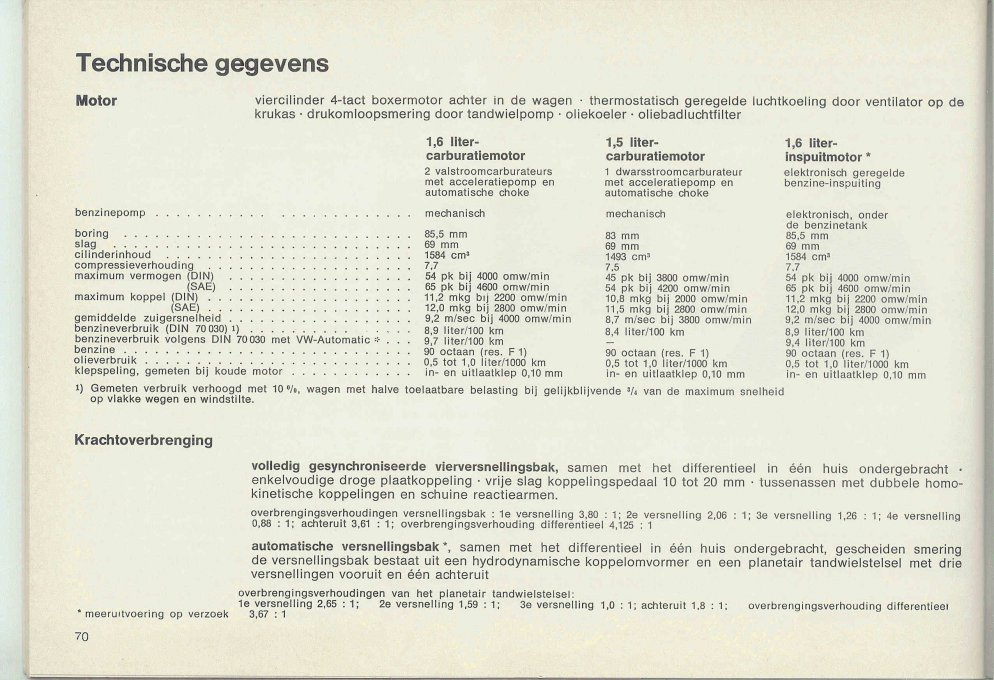 Technische gegevens
Motor viercilinder 4-tact boxermotor achter in de wagen · thermostatisch geregelde luchtkoeling door ventilator op de
krukas · drukomloopsmering door tandwielpomp · oliekoeler · oliebadluchtfilter
1,6 liter- 1,5 liter- 1,6 liter-
carburatiemotor carburatiemotor inspuitmotor *
2 valstroomcarburateurs 1 dwarsstroomcarburateur elektronisch geregelde
met acceleratiepomp en met acceleratiepomp en benzine-inspuiting
automatische choke automatische choke
benzinepomp . . . . . . . . . . . . . . . . . . . . . . mechanisch mechanisch elektronisch, onder
de benzinetank
boring . . . . . . . . . . . . . . . . . . . . . . . . 85,5 mm 83 mm 85,5 mm
slag . . . . . . . . . . . . . . . . . . . . . . . . . 69 mm 69 mm 69 mm
cilinderinhoud . . . . . . . . . . . . . . . . . . . . . 1584 cm³ 1493 cm³ 1584 cm³
compressieverhouding . . . . . . . . . . . . . . . . . . 7,7 7,5 7,7
maximum vermogen (DIN) . . . . . . . . . . . . . . . . . 54 pk bij 4000 omw/min 45 pk bij 3800 omw/min 54 pk bij 4000 omw/min
(SAE) . . . . . . . . . . . . . . . . . 65 pk bij 4600 omw/min 54 pk bij 4200 omw/min 65 pk bij 4600 omw/min
maximum koppel (DIN) . . . . . . . . . . . . . . . . . . 11,2 mkg bij 2200 omw/min 10,8 mkg bij 2000 omw/min 11,2 mkg bij 2200 omw/min
(SAE) . . . . . . . . . . . . . . . . . . 12,0 mkg bij 2800 omw/min 11,5 mkg bij 2800 omw/min 12,0 mkg bij 2800 omw/min
gemiddelde zuigersnelheid . . . . . . . . . . . . . . . . 9,2 m/sec bij 4000 omw/min 8,7 m/sec bij 3800 omw/min 9,2 m/sec bij 4000 omw/min
benzineverbruik (DIN 70 030) ¹) . . . . . . . . . . . . . . 8,9 liter/100 km 8,4 liter/100 km 8,9 liter/100 km
benzineverbruik volgens DIN 70 030 met VW-Automatic * . . . 9,7 liter/100 km — 9,4 liter/100 km
benzine . . . . . . . . . . . . . . . . . . . . . . . . 90 octaan (res. F 1) 90 octaan (res. F 1) 90 octaan (res. F 1)
olieverbruik . . . . . . . . . . . . . . . . . . . . . . 0,5 tot 1,0 liter/1000 km 0,5 tot 1,0 liter/1000 km 0,5 tot 1,0 liter/1000 km
klepspeling, gemeten bij koude motor . . . . . . . . . . . in- en uitlaatklep 0,10 mm in- en uitlaatklep 0,10 mm in- en uitlaatklep 0,10 mm
¹) Gemeten verbruik verhoogd met 10 %, wagen met halve toelaatbare belasting bij gelijkblijvende ³/₄ van de maximum snelheid
op vlakke wegen en windstilte.
Krachtoverbrenging
volledig gesynchroniseerde vierversnellingsbak, samen met het differentieel in één huis ondergebracht ·
enkelvoudige droge plaatkoppeling · vrije slag koppelingspedaal 10 tot 20 mm · tussenassen met dubbele homo-
kinetische koppelingen en schuine reactiearmen.
overbrengingsverhoudingen versnellingsbak : 1e versnelling 3,80 : 1; 2e versnelling 2,06 : 1; 3e versnelling 1,26 : 1; 4e versnelling
0,88 : 1; achteruit 3,61 : 1; overbrengingsverhouding differentieel 4,125 : 1
automatische versnellingsbak *, samen met het differentieel in één huis ondergebracht, gescheiden smering
de versnellingsbak bestaat uit een hydrodynamische koppelomvormer en een planetair tandwielstelsel met drie
versnellingen vooruit en één achteruit
overbrengingsverhoudingen van het planetair tandwielstelsel:
1e versnelling 2,65 : 1; 2e versnelling 1,59 : 1; 3e versnelling 1,0 : 1; achteruit 1,8 : 1; overbrengingsverhouding differentieel
* meeruitvoering op verzoek 3,67 : 1
70